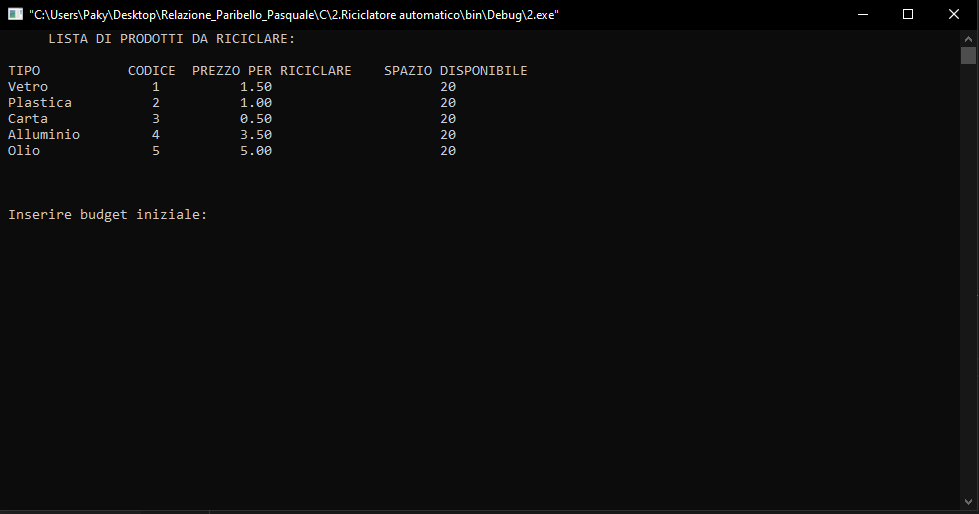 "C:\Users\Paky\Desktop\Relazione_Paribello_Pasquale\C\2.Riciclatore automatico\bin\Debug\2.exe"
LISTA DI PRODOTTI DA RICICLARE:
TIPO CODICE PREZZO PER RICICLARE SPAZIO DISPONIBILE
Vetro 1 1.50 20
Plastica 2 1.00 20
Carta 3 0.50 20
Alluminio 4 3.50 20
Olio 5 5.00 20
Inserire budget iniziale: